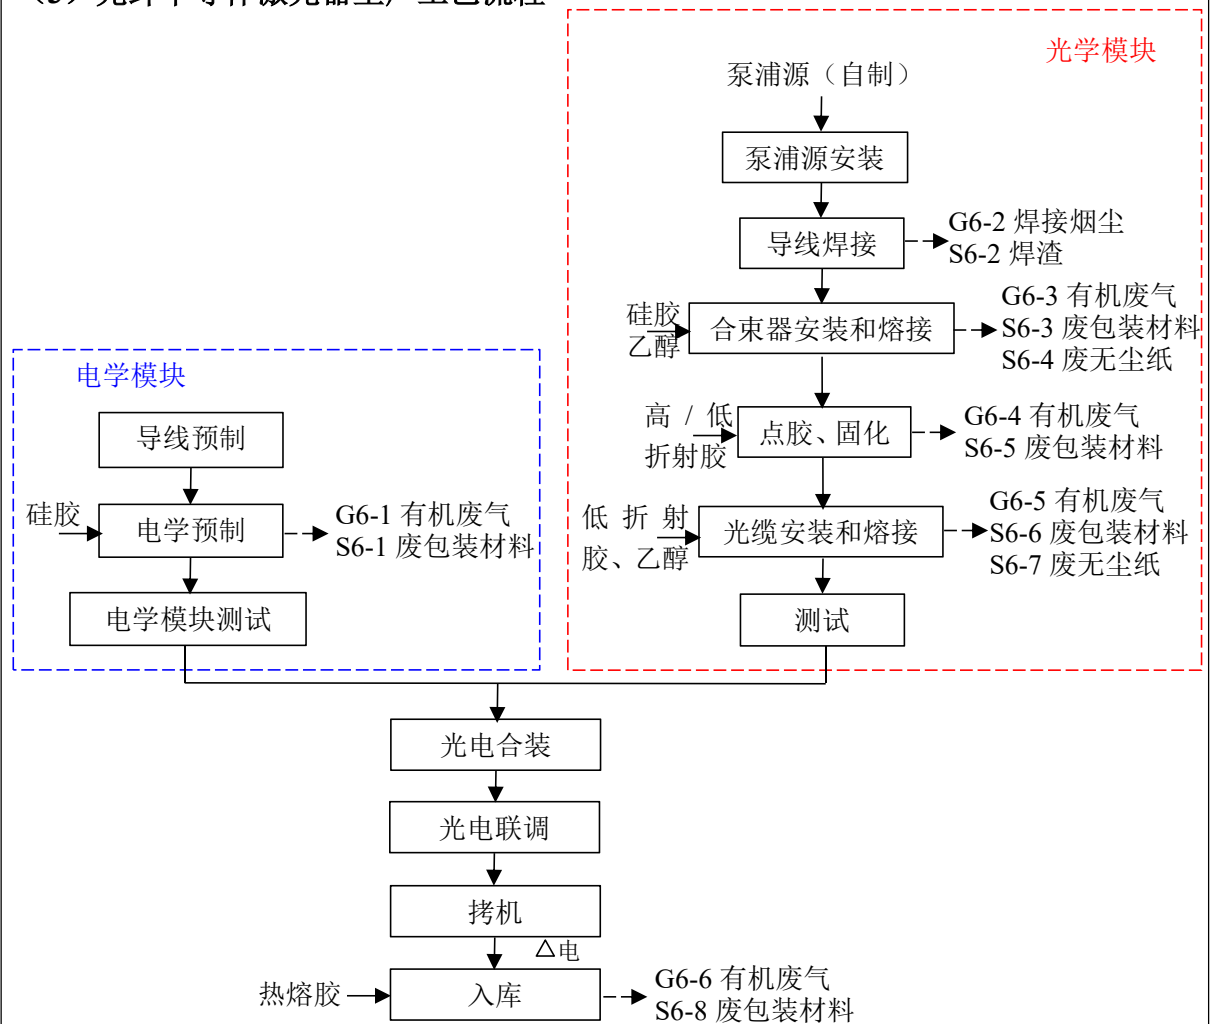 光学模块
泵浦源（自制）
泵浦源安装
导线焊接
G6-2 焊接烟尘
S6-2 焊渣
硅胶
乙醇
合束器安装和熔接
G6-3 有机废气
S6-3 废包装材料
S6-4 废无尘纸
高 / 低
折射胶
点胶、固化
G6-4 有机废气
S6-5 废包装材料
低 折 射
胶、乙醇
光缆安装和熔接
G6-5 有机废气
S6-6 废包装材料
S6-7 废无尘纸
测试
电学模块
导线预制
硅胶
电学预制
G6-1 有机废气
S6-1 废包装材料
电学模块测试
光电合装
光电联调
拷机
△电
热熔胶
入库
G6-6 有机废气
S6-8 废包装材料